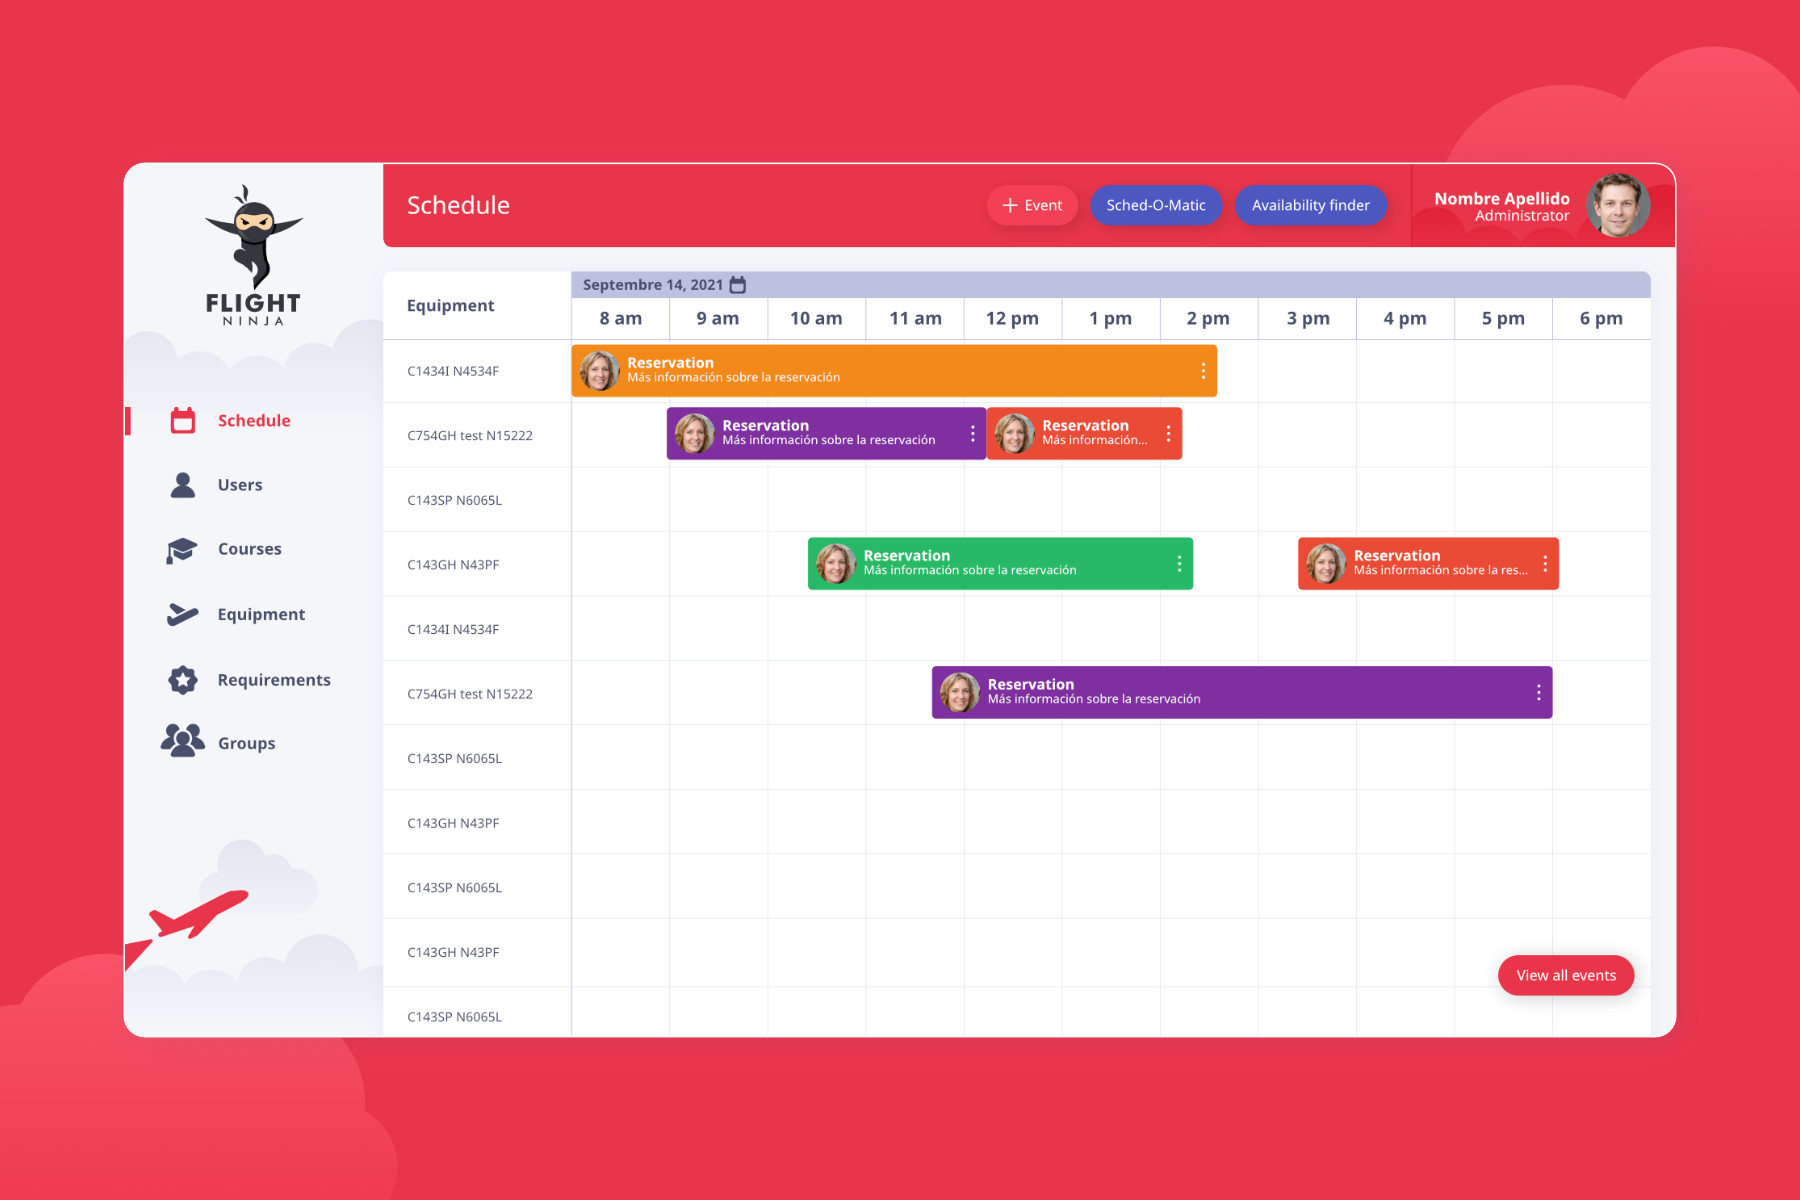 FLIGHT
NINJA
Schedule
Users
Courses
Equipment
Requirements
Groups
Schedule
+ Event
Sched-O-Matic
Availability finder
Nombre Apellido
Administrator
Equipment
Septembre 14, 2021
8 am 9 am 10 am 11 am 12 pm 1 pm 2 pm 3 pm 4 pm 5 pm 6 pm
C1434I N4534F
Reservation
Más información sobre la reservación
C754GH test N15222
Reservation
Más información sobre la reservación
Reservation
Más información...
C143SP N6065L
C143GH N43PF
Reservation
Más información sobre la reservación
Reservation
Más información sobre la res...
C1434I N4534F
C754GH test N15222
Reservation
Más información sobre la reservación
C143SP N6065L
C143GH N43PF
C143SP N6065L
C143GH N43PF
View all events
C143SP N6065L